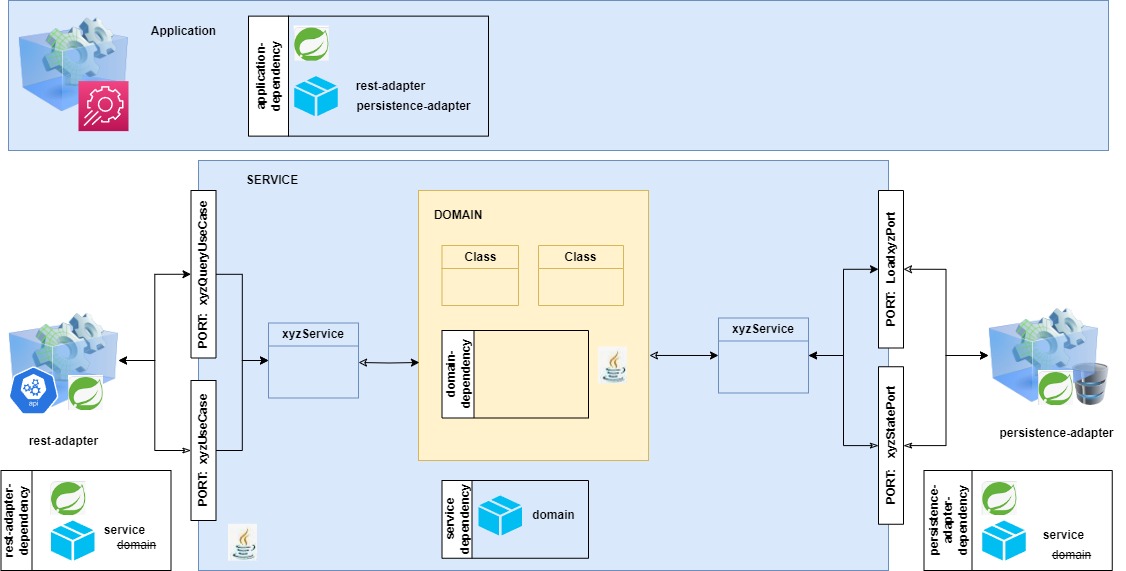 Application
application-
dependency
rest-adapter
persistence-adapter
SERVICE
PORT: xyzQueryUseCase
PORT: xyzUseCase
xyzService
DOMAIN
Class
Class
domain-
dependency
xyzService
PORT: LoadxyzPort
PORT: xyzStatePort
api
rest-adapter
persistence-adapter
rest-adapter-
dependency
service
domain
service
dependency
domain
persistence-
adapter-
dependency
service
domain